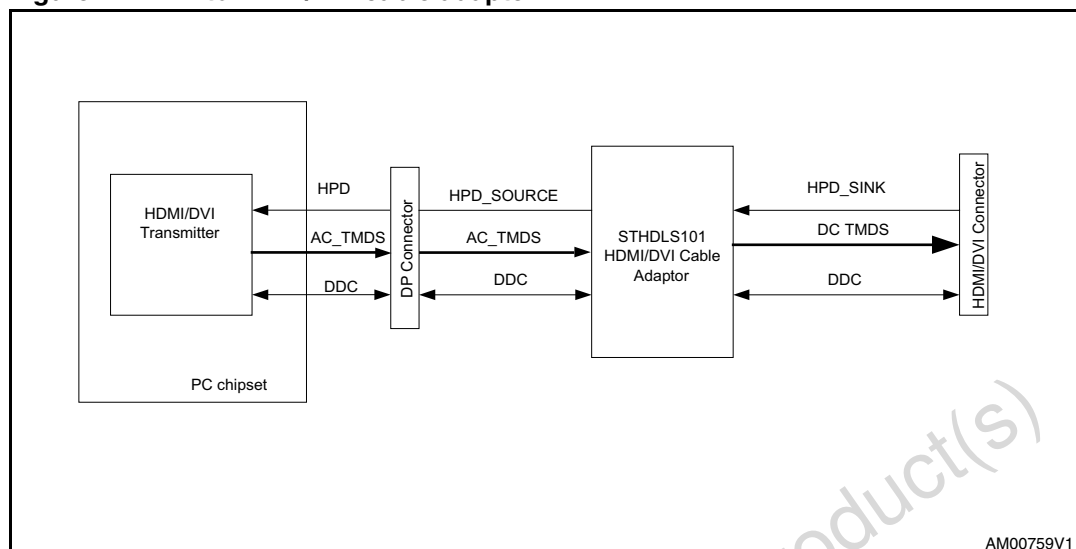 HPD
HPD_SOURCE
HPD_SINK
HDMI/DVI
Transmitter
AC_TMDS
DP Connector
AC_TMDS
STHDLS101
HDMI/DVI Cable
Adaptor
DC TMDS
HDMI/DVI Connector
DDC
DDC
DDC
PC chipset
AM00759V1